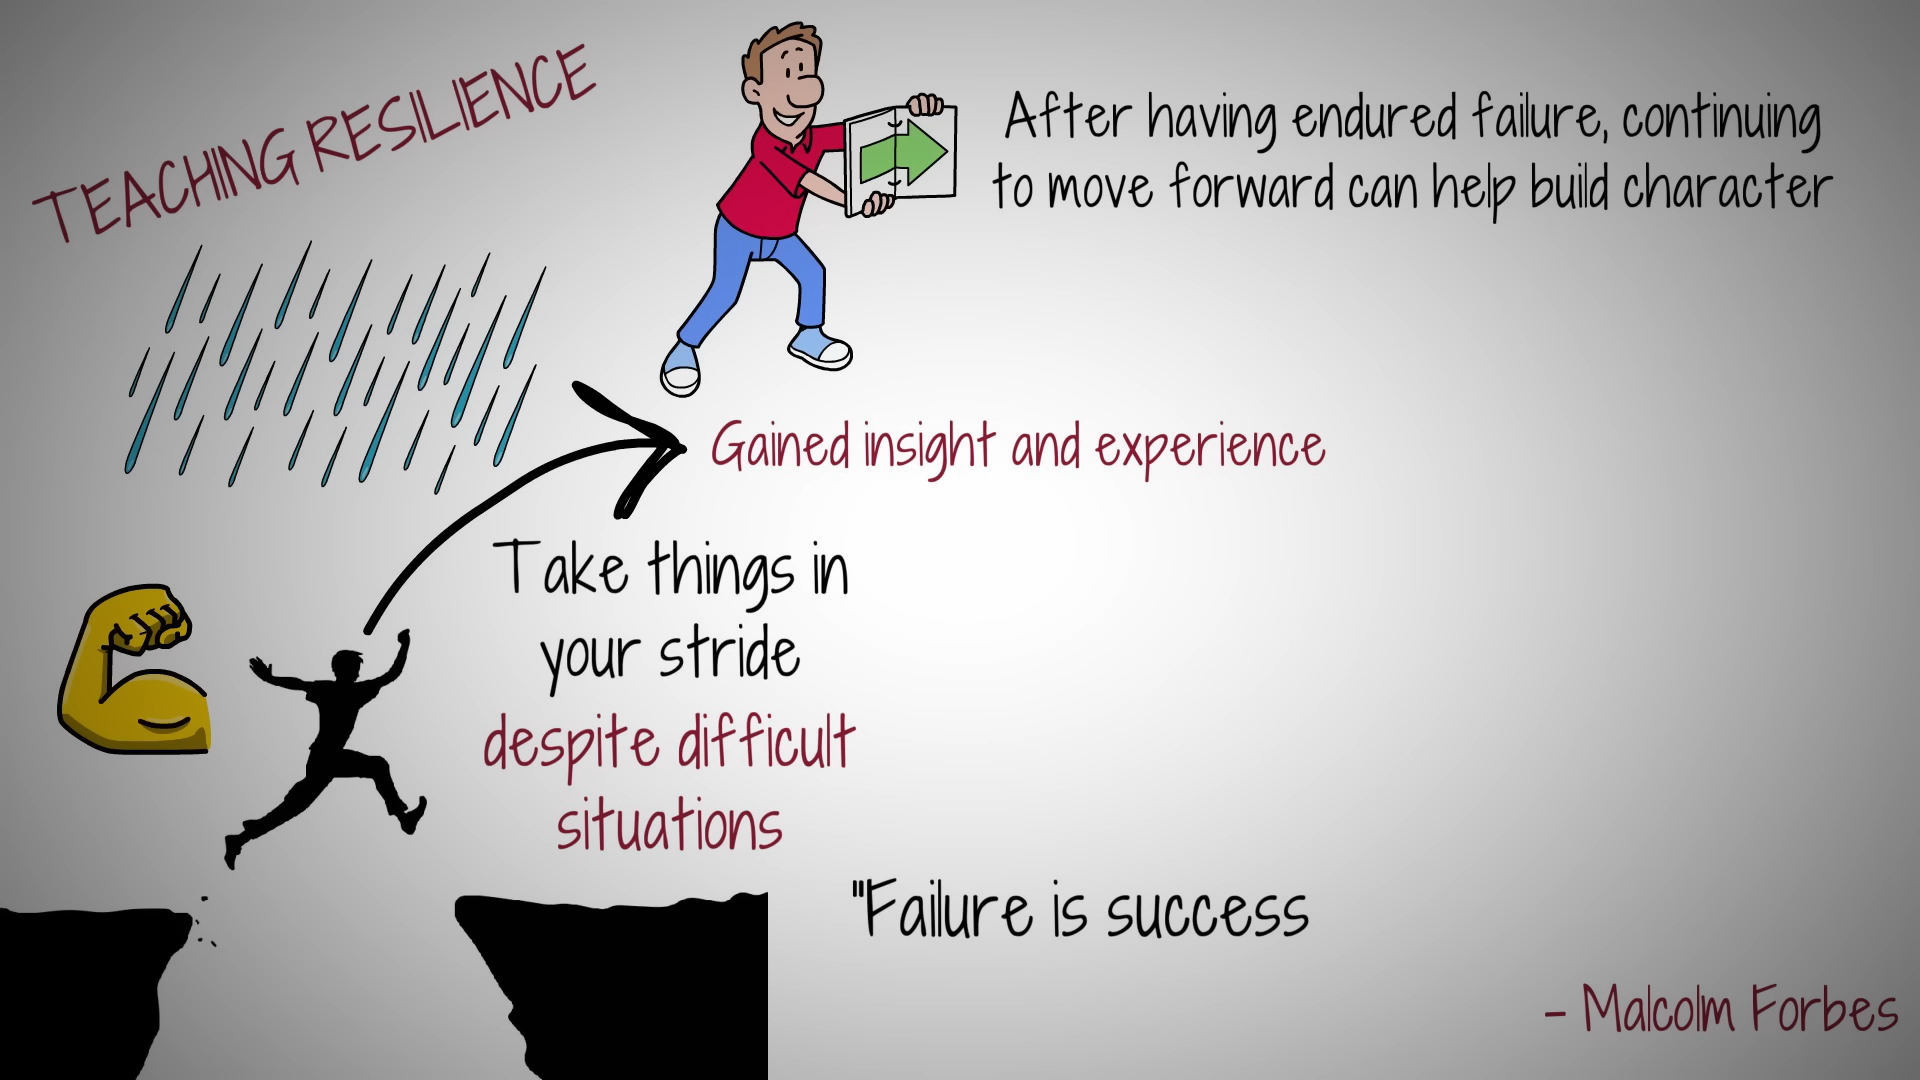 TEACHING RESILIENCE
After having endured failure, continuing
to move forward can help build character
Gained insight and experience
Take things in
your stride
despite difficult
situations
"Failure is success
- Malcolm Forbes